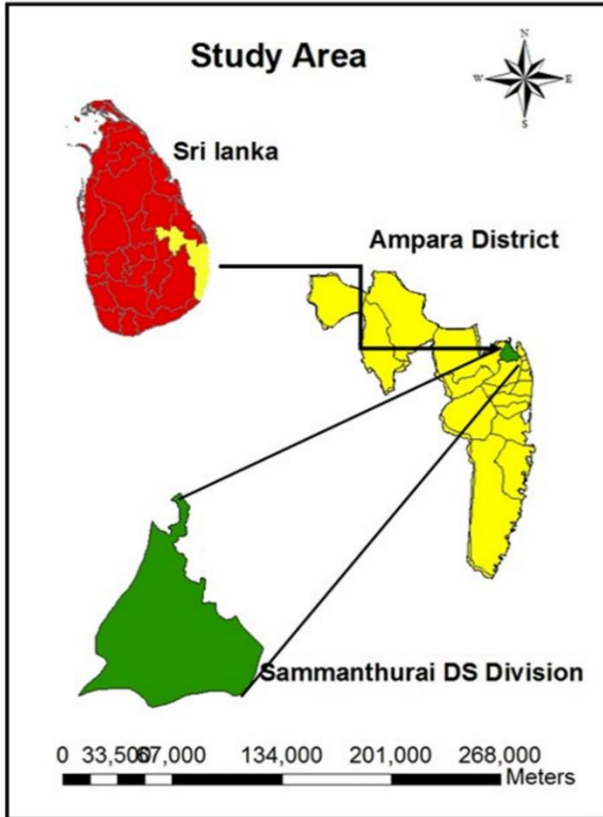 Study Area
N
W E
S
Sri lanka
Ampara District
Sammanthurai DS Division
0 33,500 67,000 134,000 201,000 268,000
Meters